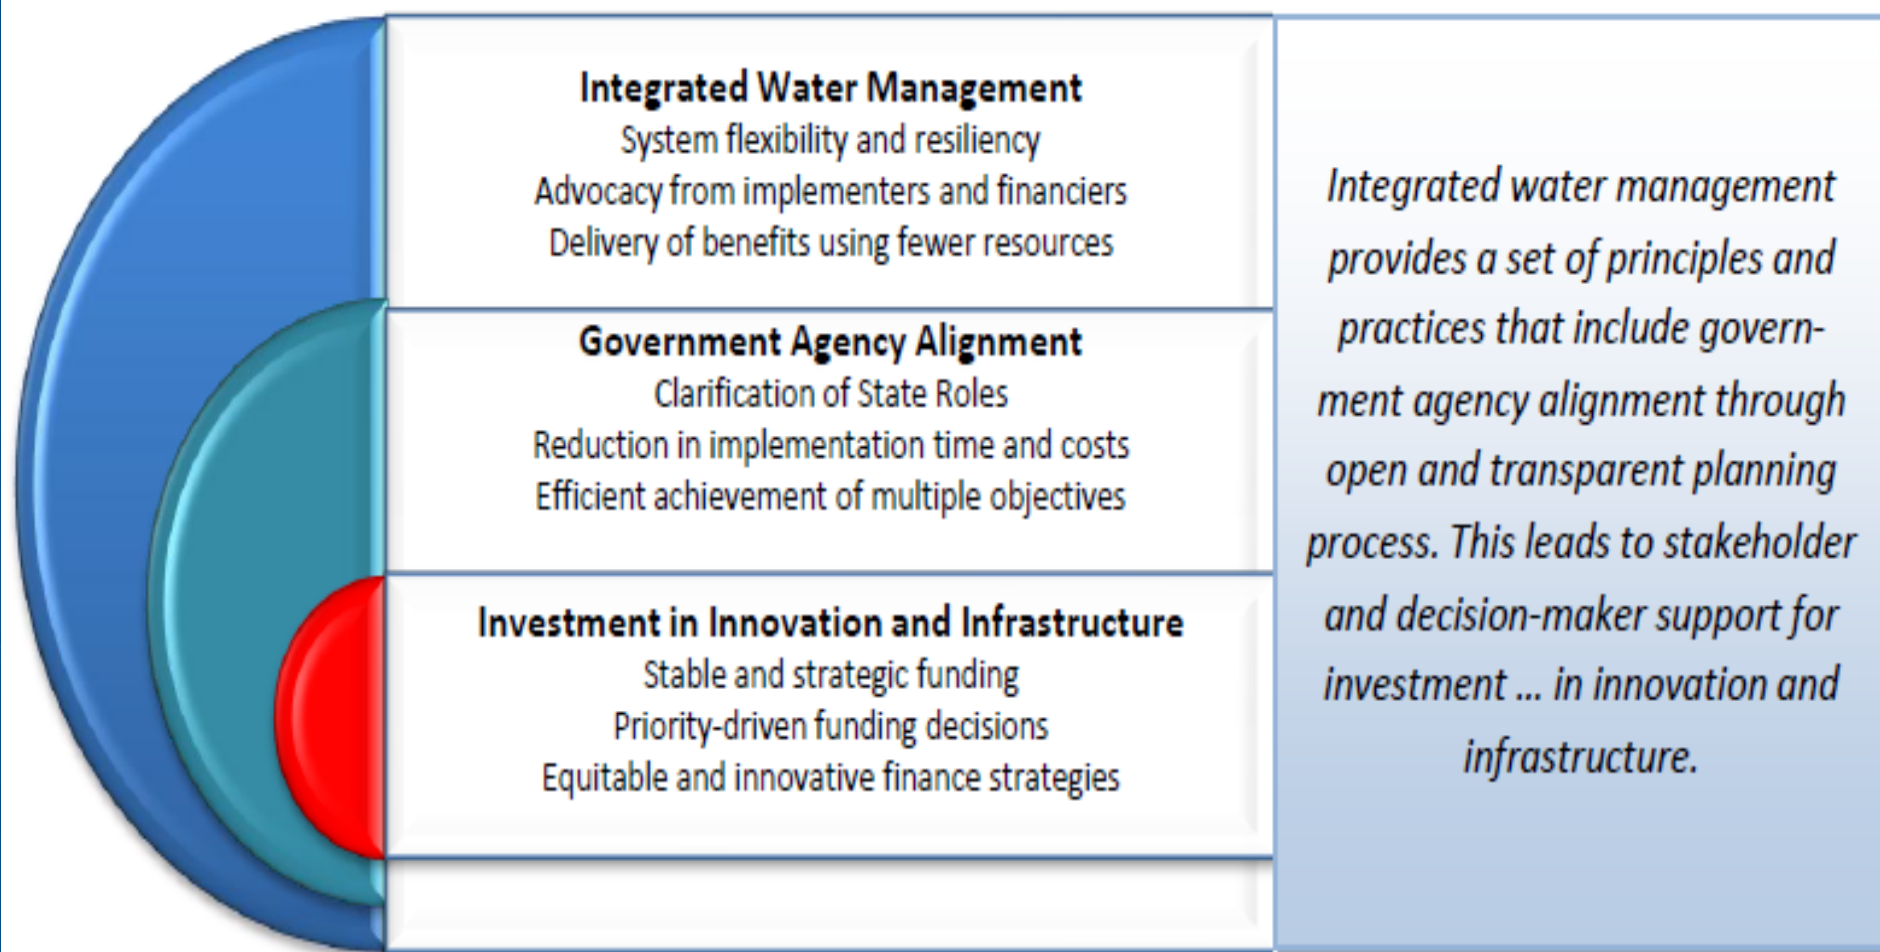 Integrated Water Management
System flexibility and resiliency
Advocacy from implementers and financiers
Delivery of benefits using fewer resources
Government Agency Alignment
Clarification of State Roles
Reduction in implementation time and costs
Efficient achievement of multiple objectives
Investment in Innovation and Infrastructure
Stable and strategic funding
Priority-driven funding decisions
Equitable and innovative finance strategies
Integrated water management
provides a set of principles and
practices that include govern-
ment agency alignment through
open and transparent planning
process. This leads to stakeholder
and decision-maker support for
investment ... in innovation and
infrastructure.